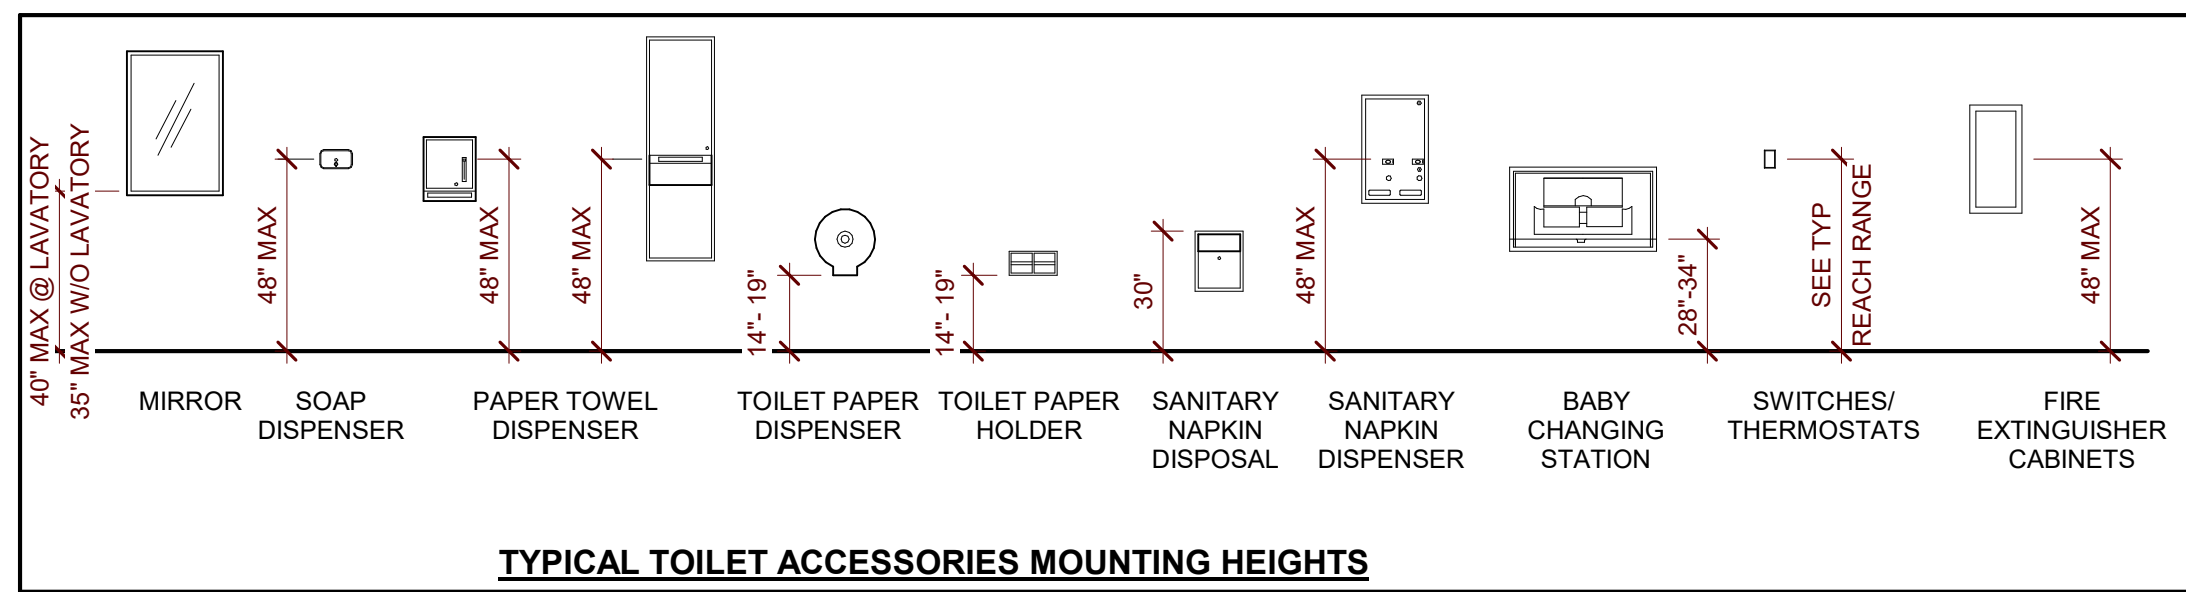 40" MAX @ LAVATORY
35" MAX W/O LAVATORY
48" MAX
48" MAX
48" MAX
14"- 19"
14"- 19"
30"
48" MAX
28"-34"
SEE TYP
REACH RANGE
48" MAX
MIRROR
SOAP
DISPENSER
PAPER TOWEL
DISPENSER
TOILET PAPER
DISPENSER
TOILET PAPER
HOLDER
SANITARY
NAPKIN
DISPOSAL
SANITARY
NAPKIN
DISPENSER
BABY
CHANGING
STATION
SWITCHES/
THERMOSTATS
FIRE
EXTINGUISHER
CABINETS
TYPICAL TOILET ACCESSORIES MOUNTING HEIGHTS